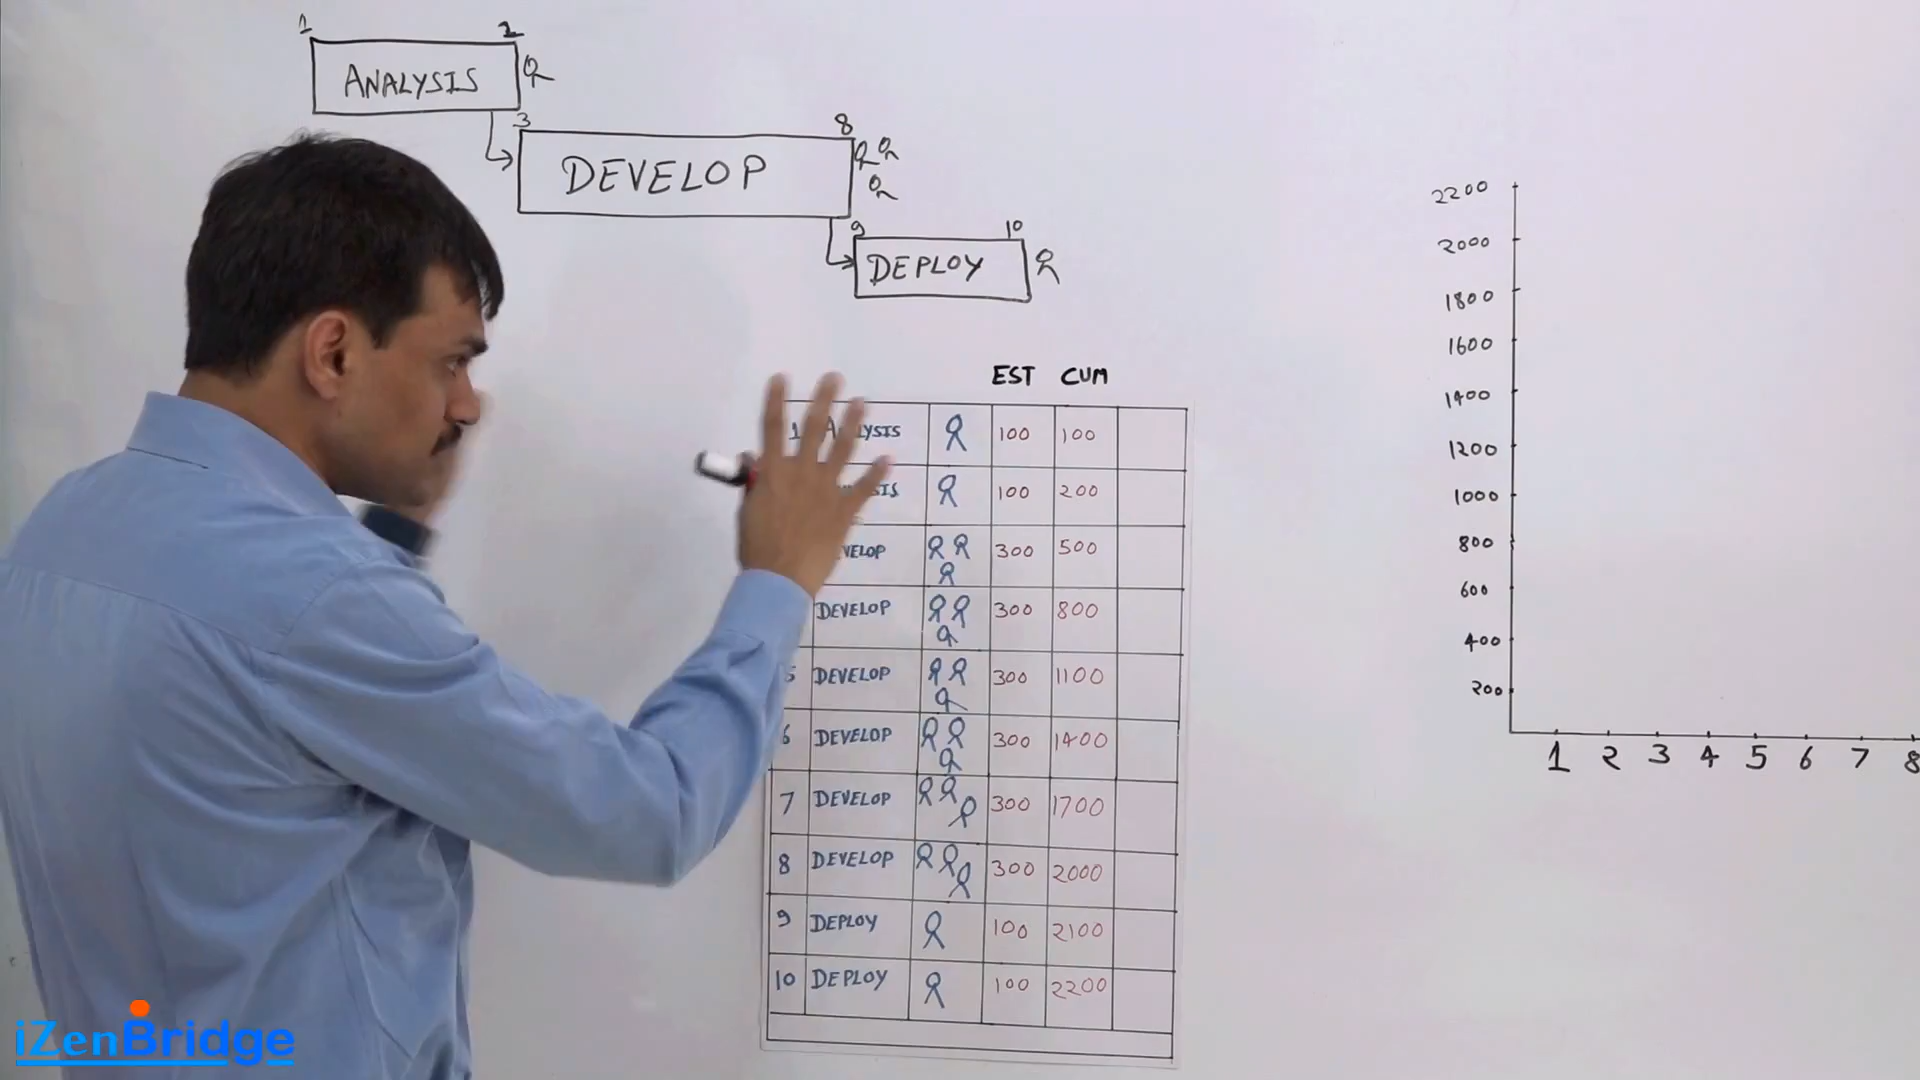 1 2
ANALYSIS
3 8
DEVELOP
9 10
DEPLOY
EST CUM
1 100 100
100 200
300 500
DEVELOP 300 800
5 DEVELOP 300 1100
6 DEVELOP 300 1400
7 DEVELOP 300 1700
8 DEVELOP 300 2000
9 DEPLOY 100 2100
10 DEPLOY 100 2200
2200
2000
1800
1600
1400
1200
1000
800
600
400
200
1 2 3 4 5 6 7 8
iZenBridge